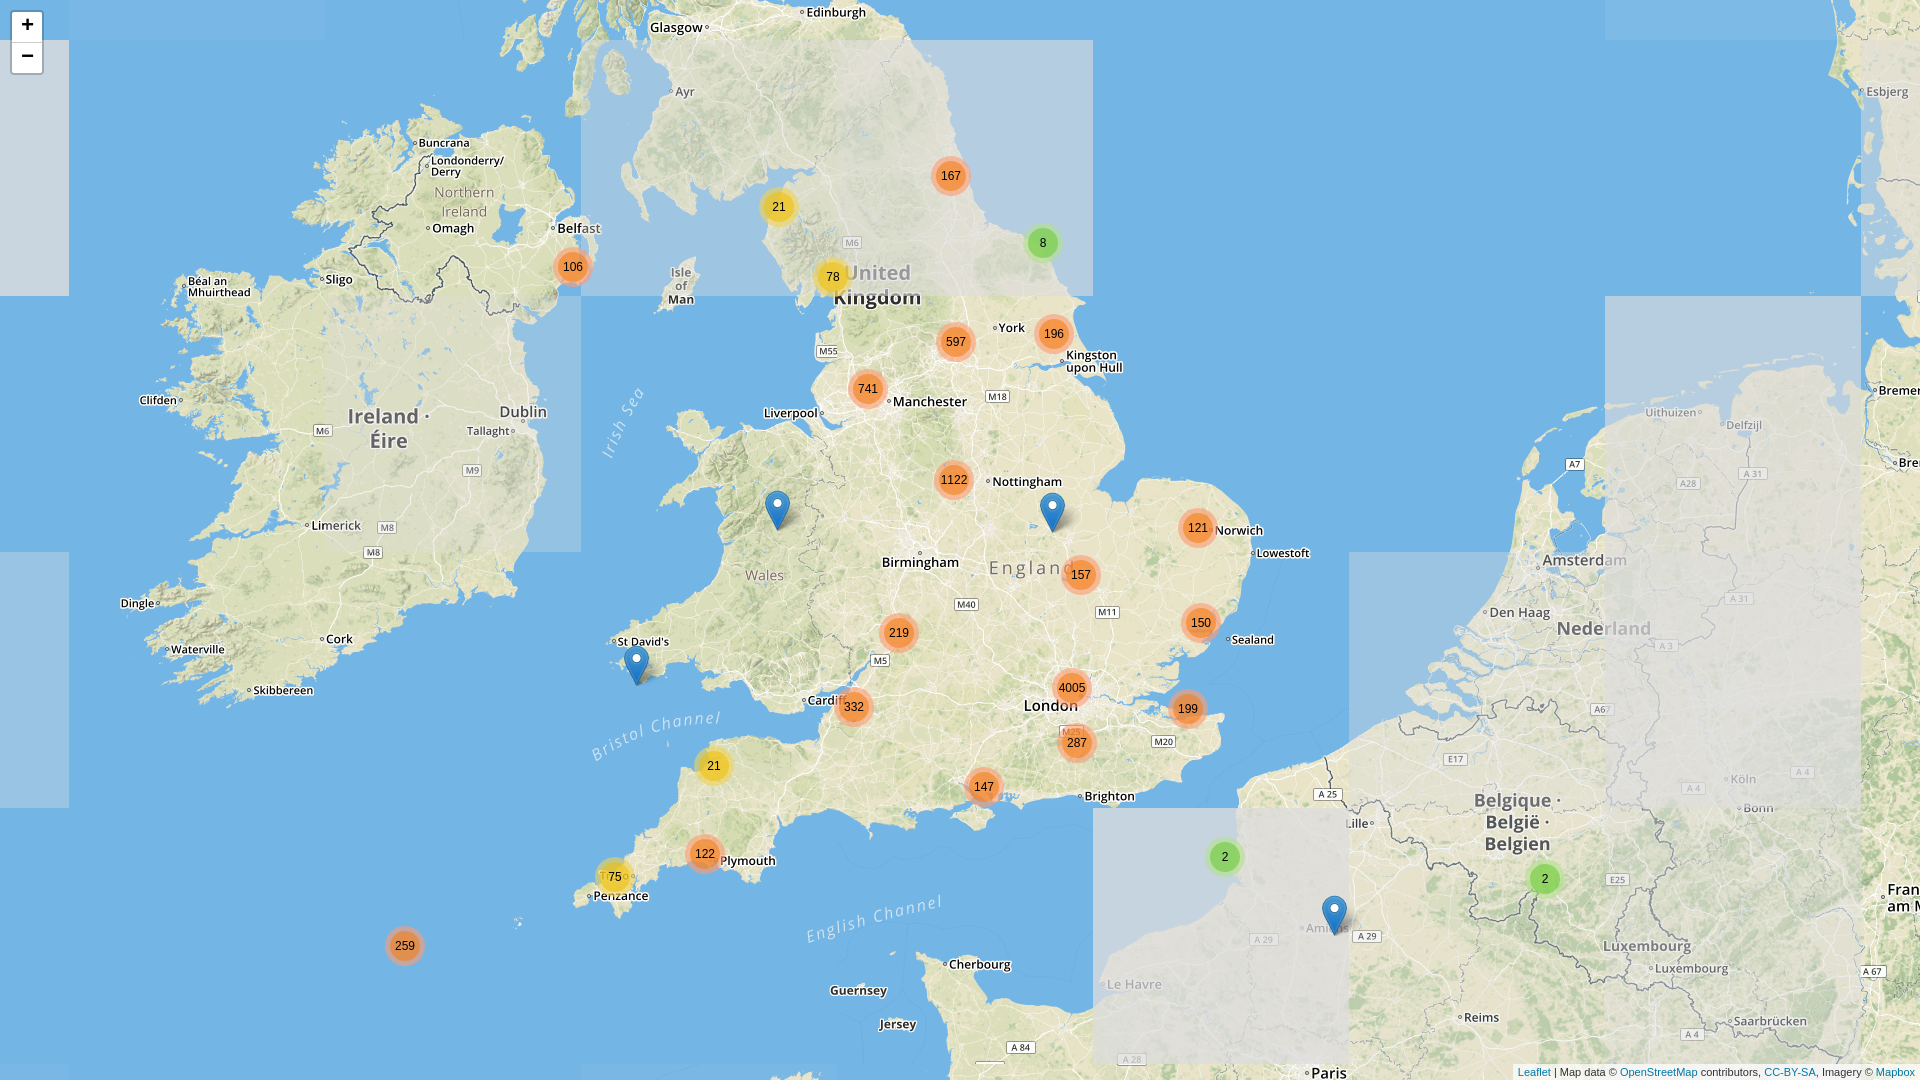 +
−
Edinburgh
Glasgow
Ayr
Esbjerg
Buncrana
Londonderry/
Derry
Northern
Ireland
Omagh
Belfast
167
21
8
106
M6
78
United
Kingdom
Isle
of
Man
Béal an
Mhuirthead
Sligo
York
196
597
Kingston
upon Hull
M55
741
Manchester
M18
Liverpool
Irish Sea
Clifden
Ireland ·
Éire
Dublin
Tallaght
M6
M9
Uithuizen
Delfzijl
Bremer
Bre
A7
A 31
A28
1122
Nottingham
Limerick
M8
M8
121
Norwich
Lowestoft
Birmingham
England
157
Wales
Amsterdam
Den Haag
Nederland
A 31
A 3
Dingle
Waterville
Cork
Skibbereen
M40
M11
150
Sealand
219
M5
St David's
Cardiff
332
4005
London
199
M25
287
M20
A67
E17
Bristol Channel
21
147
Brighton
A 25
Lille
Köln
A 4
Bonn
Belgique ·
België ·
Belgien
122
Plymouth
75
Penzance
2
2
E25
Fran
am M
259
English Channel
Amiens
A 29
A 29
Luxembourg
Luxembourg
A 67
Cherbourg
Le Havre
Guernsey
Jersey
Reims
Saarbrücken
A 4
A 84
A 28
Paris
Leaflet | Map data © OpenStreetMap contributors, CC-BY-SA, Imagery © Mapbox